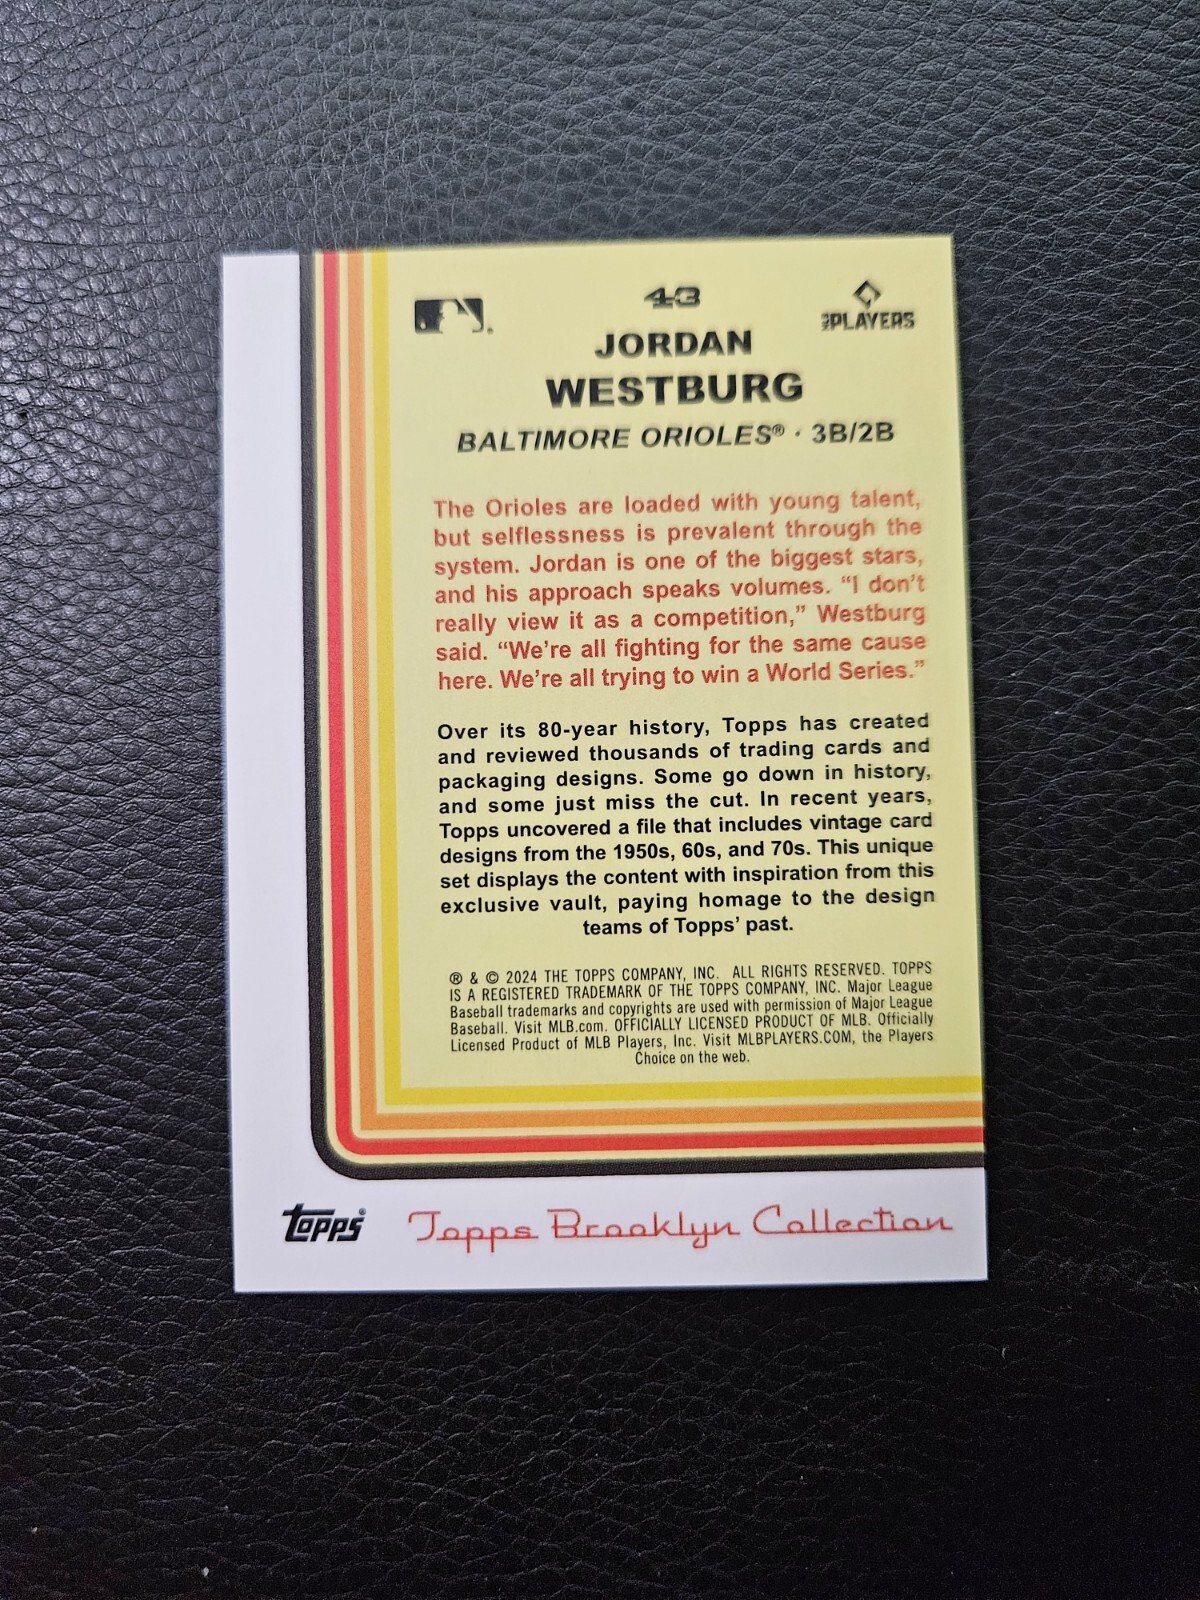 43
JORDAN
WESTBURG
MLB PLAYERS
BALTIMORE ORIOLES® · 3B/2B
The Orioles are loaded with young talent,
but selflessness is prevalent through the
system. Jordan is one of the biggest stars,
and his approach speaks volumes. “I don’t
really view it as a competition,” Westburg
said. “We’re all fighting for the same cause
here. We’re all trying to win a World Series.”
Over its 80-year history, Topps has created
and reviewed thousands of trading cards and
packaging designs. Some go down in history,
and some just miss the cut. In recent years,
Topps uncovered a file that includes vintage card
designs from the 1950s, 60s, and 70s. This unique
set displays the content with inspiration from this
exclusive vault, paying homage to the design
teams of Topps’ past.
® & © 2024 THE TOPPS COMPANY, INC. ALL RIGHTS RESERVED. TOPPS
IS A REGISTERED TRADEMARK OF THE TOPPS COMPANY, INC. Major League
Baseball trademarks and copyrights are used with permission of Major League
Baseball. Visit MLB.com. OFFICIALLY LICENSED PRODUCT OF MLB. Officially
Licensed Product of MLB Players, Inc. Visit MLBPLAYERS.COM, the Players
Choice on the web.
topps® Topps Brooklyn Collection